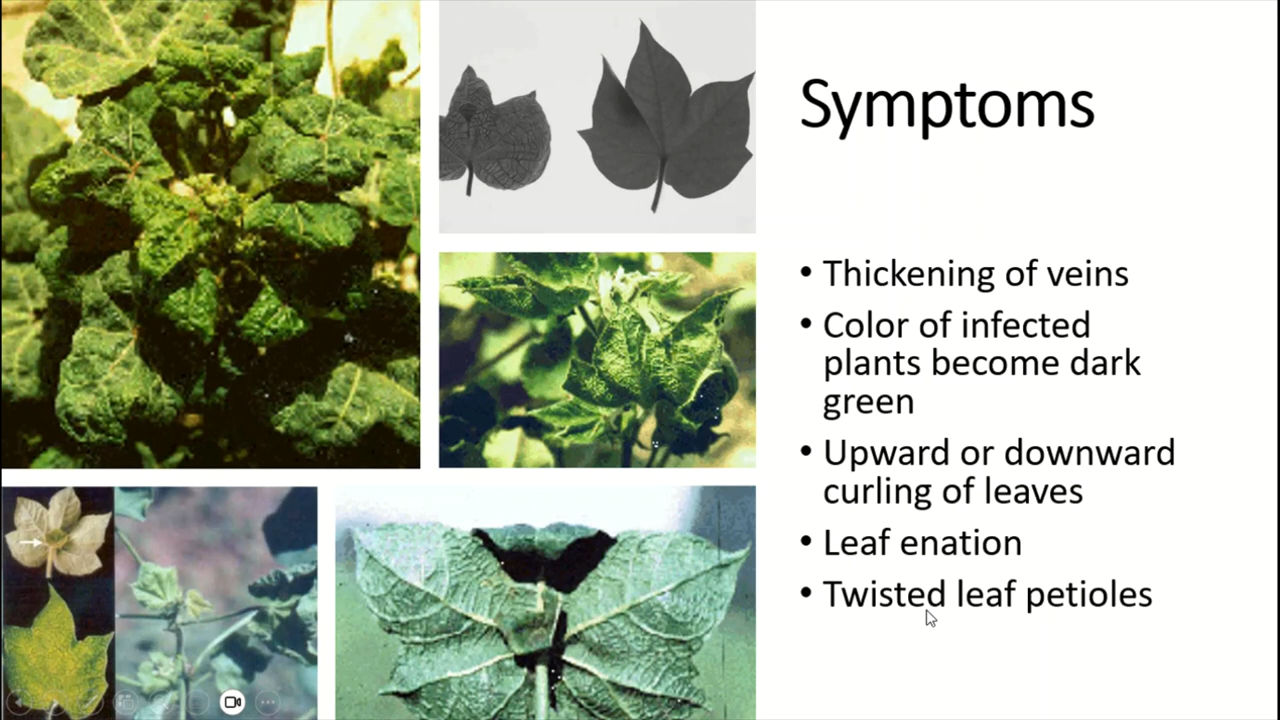 Symptoms
• Thickening of veins
• Color of infected
plants become dark
green
• Upward or downward
curling of leaves
• Leaf enation
• Twisted leaf petioles